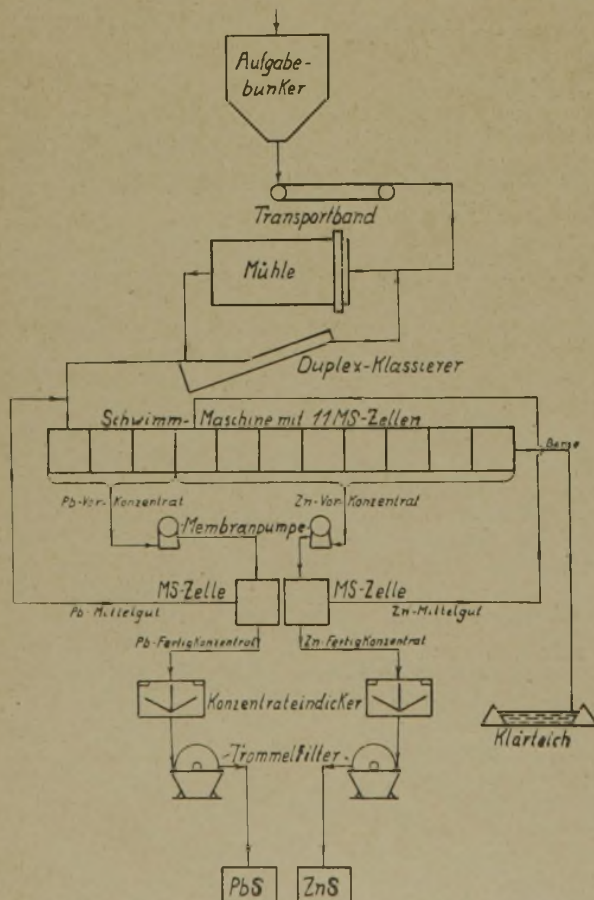 Aufgabe-
bunker
Transportband
Mühle
Duplex-Klassierer
Schwimm-Maschine mit 11 MS-Zellen
Berge
Pb-Vor-Konzentrat
Zn-Vor-Konzentrat
Membranpumpe
MS-Zelle
MS-Zelle
Pb-Mittelgut
Zn-Mittelgut
Pb-Fertigkonzentrat
Zn-Fertigkonzentrat
Konzentrateindicker
Klärteich
Trommelfilter
PbS
ZnS